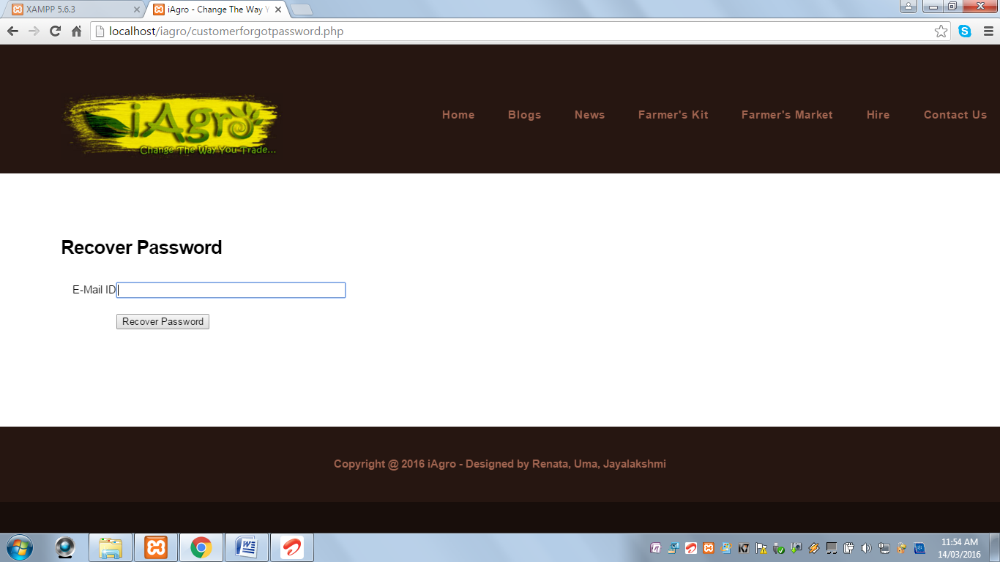 XAMPP 5.6.3
iAgro - Change The Way Y
localhost/iagro/customerforgotpassword.php
iAgro
Change The Way You Trade...
Home Blogs News Farmer's Kit Farmer's Market Hire Contact Us
Recover Password
E-Mail ID
Recover Password
Copyright @ 2016 iAgro - Designed by Renata, Uma, Jayalakshmi
K7
11:54 AM
14/03/2016